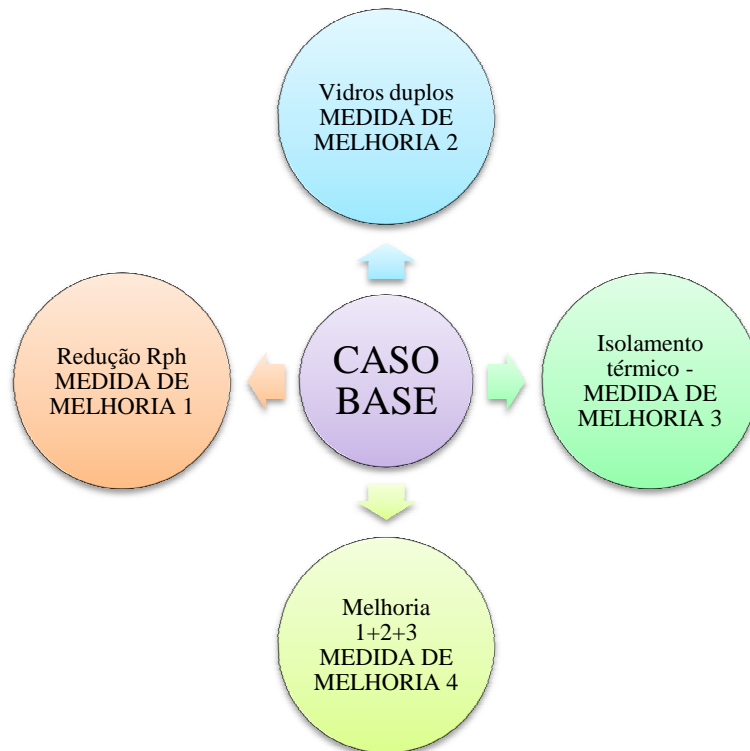 Vidros duplos
MEDIDA DE
MELHORIA 2
Redução Rph
MEDIDA DE
MELHORIA 1
CASO
BASE
Isolamento
térmico -
MEDIDA DE
MELHORIA 3
Melhoria
1+2+3
MEDIDA DE
MELHORIA 4